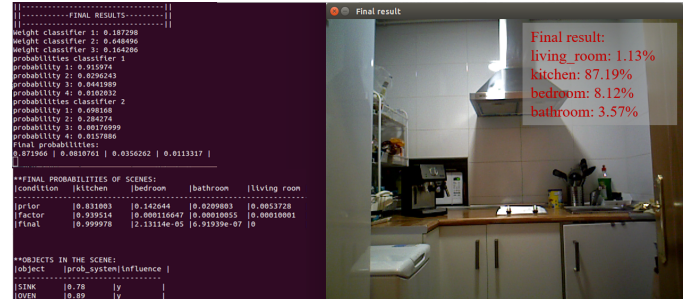 ||---------------------------------||
||-----------FINAL RESULTS---------||
||---------------------------------||
Weight classifier 1: 0.187298
Weight classifier 2: 0.648496
Weight classifier 3: 0.164206
probabilities classifier 1
probability 1: 0.915974
probability 2: 0.0296243
probability 3: 0.0441989
probability 4: 0.0102032
probabilities classifier 2
probability 1: 0.698168
probability 2: 0.284274
probability 3: 0.00176999
probability 4: 0.0157886
Final probabilities:
0.871966 | 0.0810761 | 0.0356262 | 0.0113317 |
**FINAL PROBABILITIES OF SCENES:
|condition |kitchen |bedroom |bathroom |living room
|prior |0.831003 |0.142644 |0.0209803 |0.0053728
|factor |0.939514 |0.000116647 |0.00010055 |0.00010001
|final |0.999978 |2.13114e-05 |6.91939e-07 |0
**OBJECTS IN THE SCENE:
|object |prob_system|influence |
|SINK |0.78 |y |
|OVEN |0.89 |y |
Final result
Final result:
living_room: 1.13%
kitchen: 87.19%
bedroom: 8.12%
bathroom: 3.57%